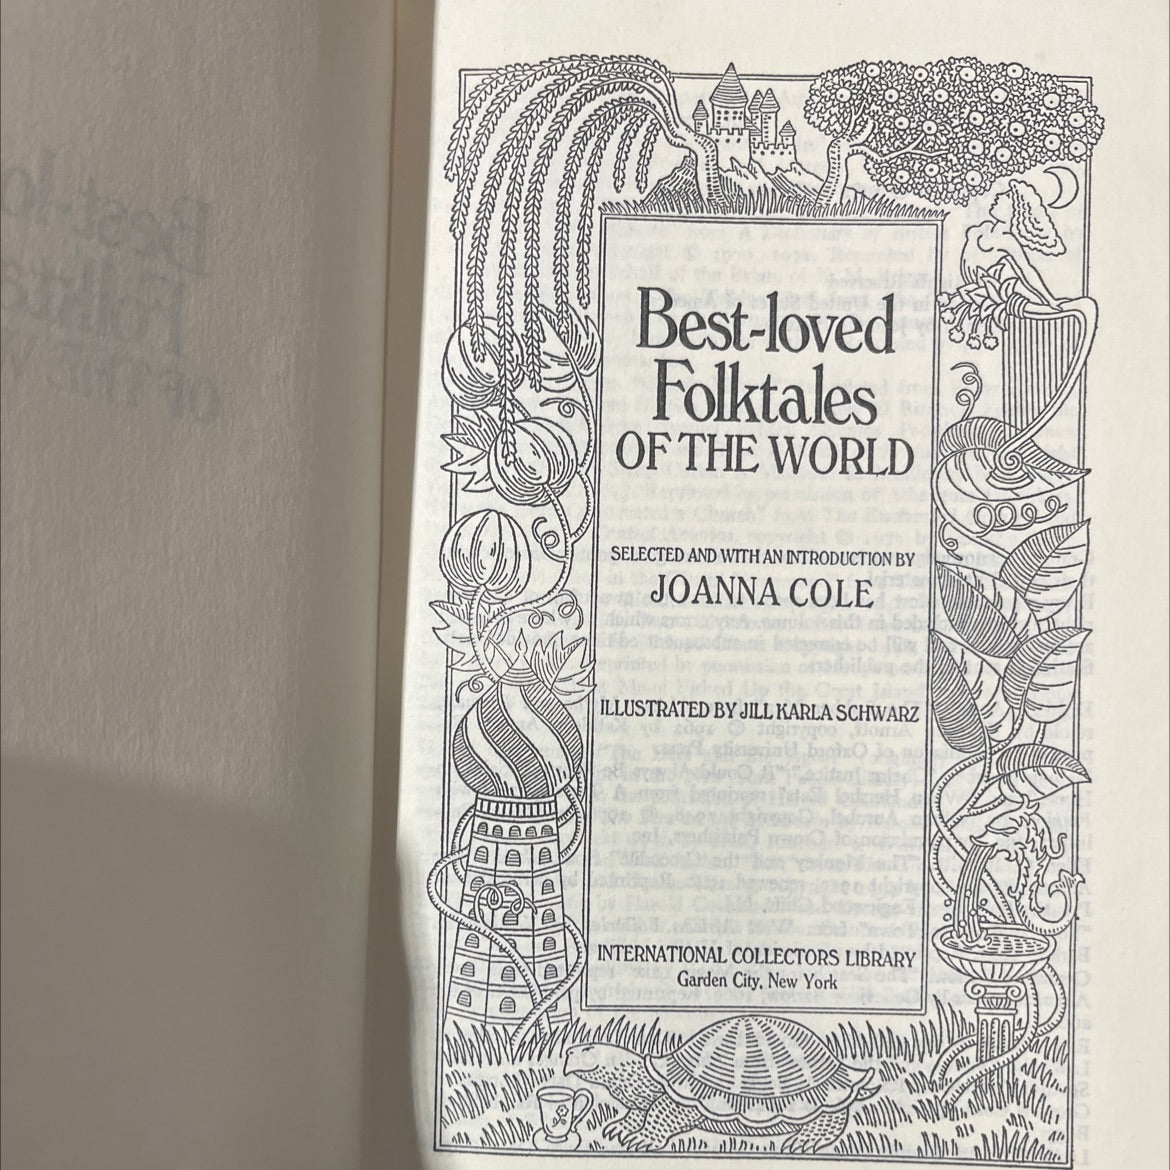 Best-loved
Folktales
OF THE WORLD
SELECTED AND WITH AN INTRODUCTION BY
JOANNA COLE
ILLUSTRATED BY JILL KARLA SCHWARZ
INTERNATIONAL COLLECTORS LIBRARY
Garden City, New York